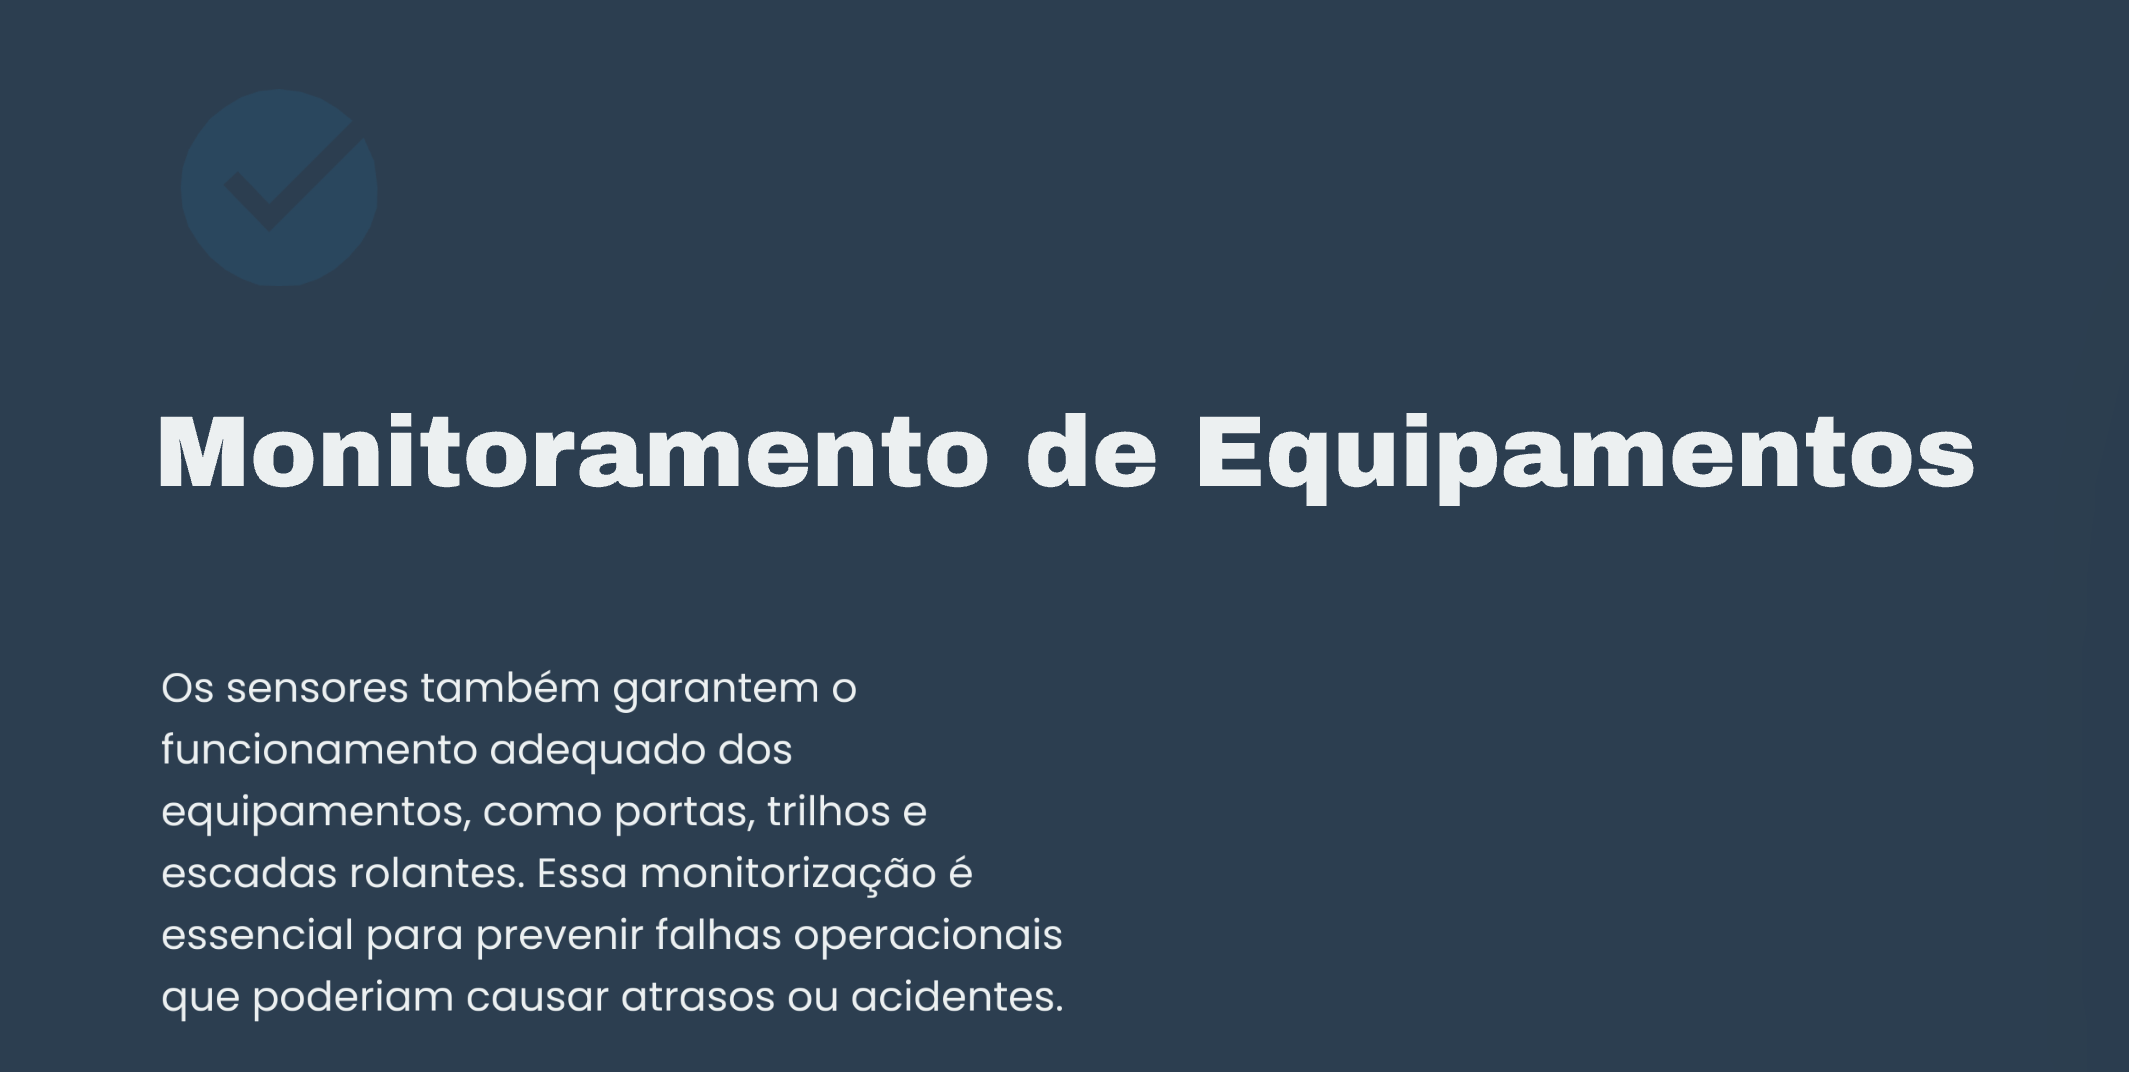 Monitoramento de Equipamentos
Os sensores também garantem o
funcionamento adequado dos
equipamentos, como portas, trilhos e
escadas rolantes. Essa monitorização é
essencial para prevenir falhas operacionais
que poderiam causar atrasos ou acidentes.